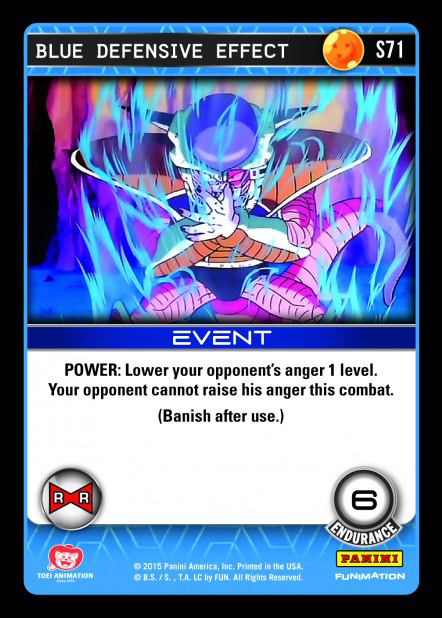 BLUE DEFENSIVE EFFECT S71
EVENT
POWER: Lower your opponent's anger 1 level.
Your opponent cannot raise his anger this combat.
(Banish after use.)
R R
6
ENDURANCE
TOEI ANIMATION
PANINI
FUNIMATION
© 2015 Panini America, Inc. Printed in the USA.
© B.S./ S. , T.A. LC by FUN. All Rights Reserved.